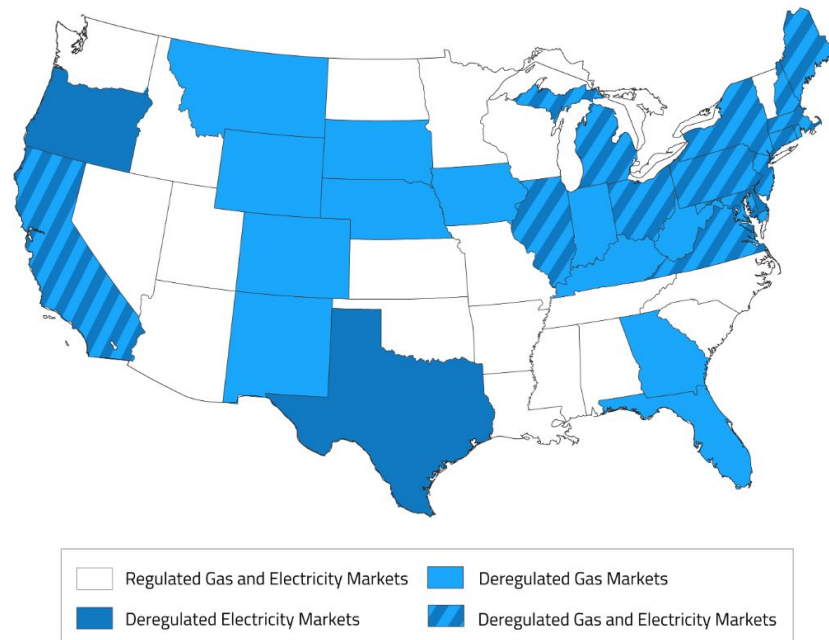 Regulated Gas and Electricity Markets
Deregulated Gas Markets
Deregulated Electricity Markets
Deregulated Gas and Electricity Markets